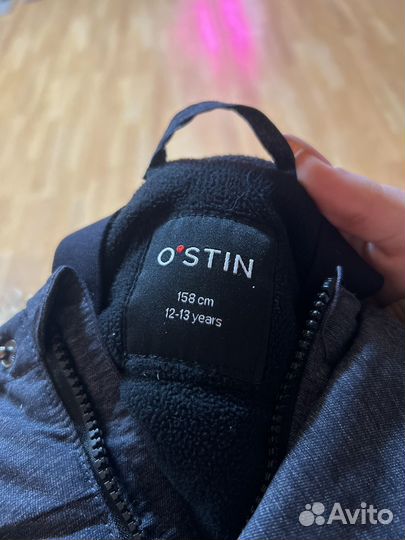 O'STIN
158 cm
12-13 years
Avito